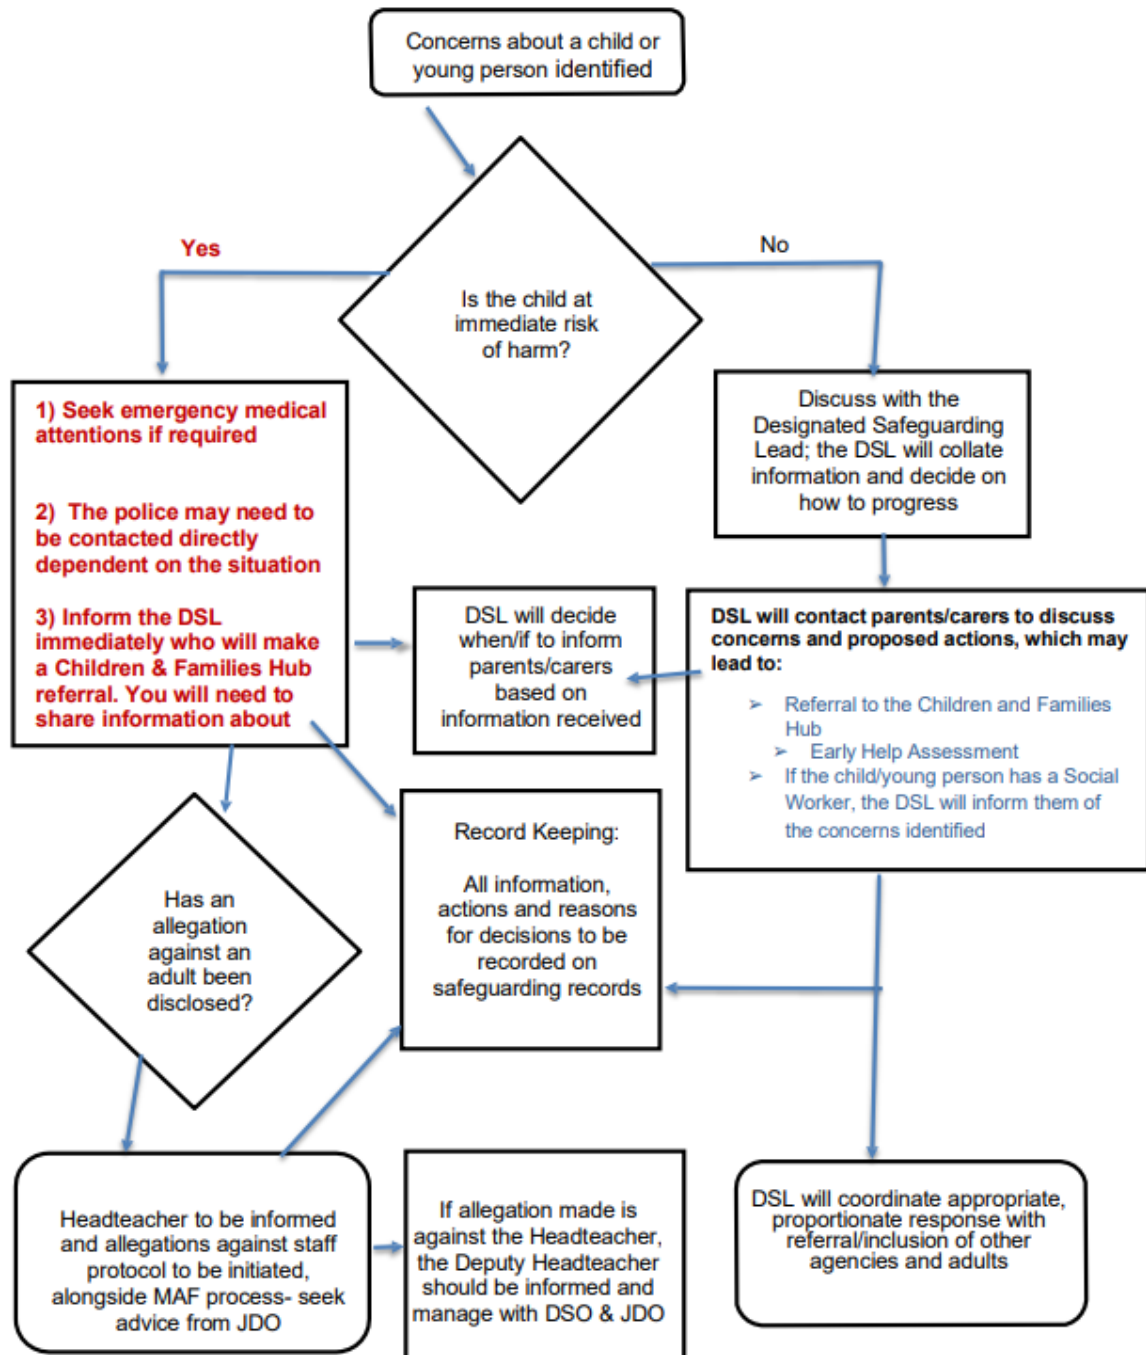 Concerns about a child or
young person identified
Yes
No
Is the child at
immediate risk
of harm?
1) Seek emergency medical
attentions if required
2) The police may need to
be contacted directly
dependent on the situation
3) Inform the DSL
immediately who will make
a Children & Families Hub
referral. You will need to
share information about
Discuss with the
Designated Safeguarding
Lead; the DSL will collate
information and decide on
how to progress
DSL will decide
when/if to inform
parents/carers
based on
information received
DSL will contact parents/carers to discuss
concerns and proposed actions, which may
lead to:
➢ Referral to the Children and Families
Hub
➢ Early Help Assessment
➢ If the child/young person has a Social
Worker, the DSL will inform them of
the concerns identified
Has an
allegation
against an
adult been
disclosed?
Record Keeping:
All information,
actions and reasons
for decisions to be
recorded on
safeguarding records
Headteacher to be informed
and allegations against staff
protocol to be initiated,
alongside MAF process- seek
advice from JDO
If allegation made is
against the Headteacher,
the Deputy Headteacher
should be informed and
manage with DSO & JDO
DSL will coordinate appropriate,
proportionate response with
referral/inclusion of other
agencies and adults